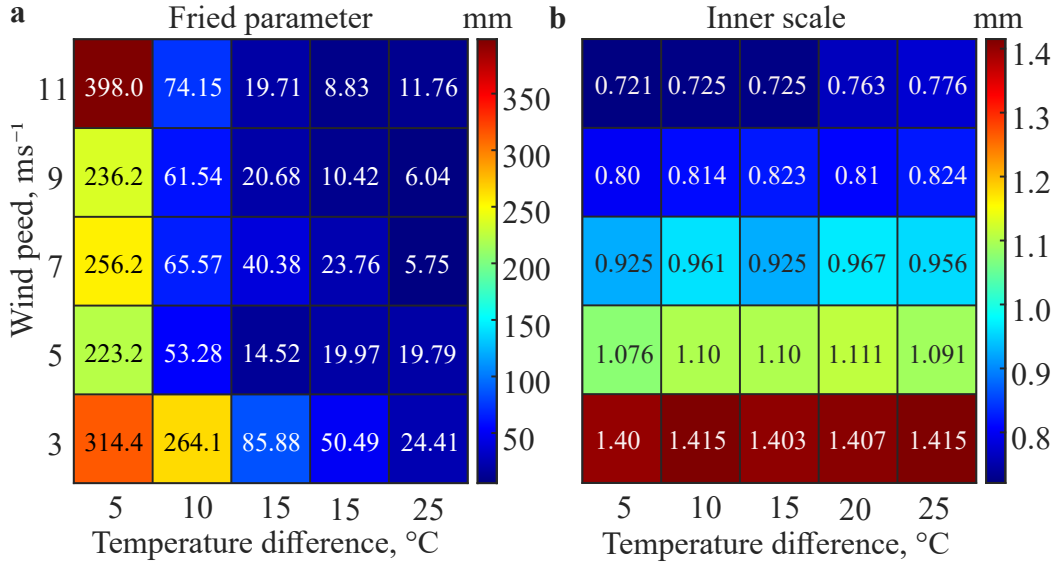 a Fried parameter mm
11 398.0 74.15 19.71 8.83 11.76
9 236.2 61.54 20.68 10.42 6.04
7 256.2 65.57 40.38 23.76 5.75
5 223.2 53.28 14.52 19.97 19.79
3 314.4 264.1 85.88 50.49 24.41
5 10 15 15 25
Temperature difference, °C
Wind peed, ms⁻¹
350
300
250
200
150
100
50
b Inner scale mm
0.721 0.725 0.725 0.763 0.776
0.80 0.814 0.823 0.81 0.824
0.925 0.961 0.925 0.967 0.956
1.076 1.10 1.10 1.111 1.091
1.40 1.415 1.403 1.407 1.415
5 10 15 20 25
Temperature difference, °C
1.4
1.3
1.2
1.1
1.0
0.9
0.8